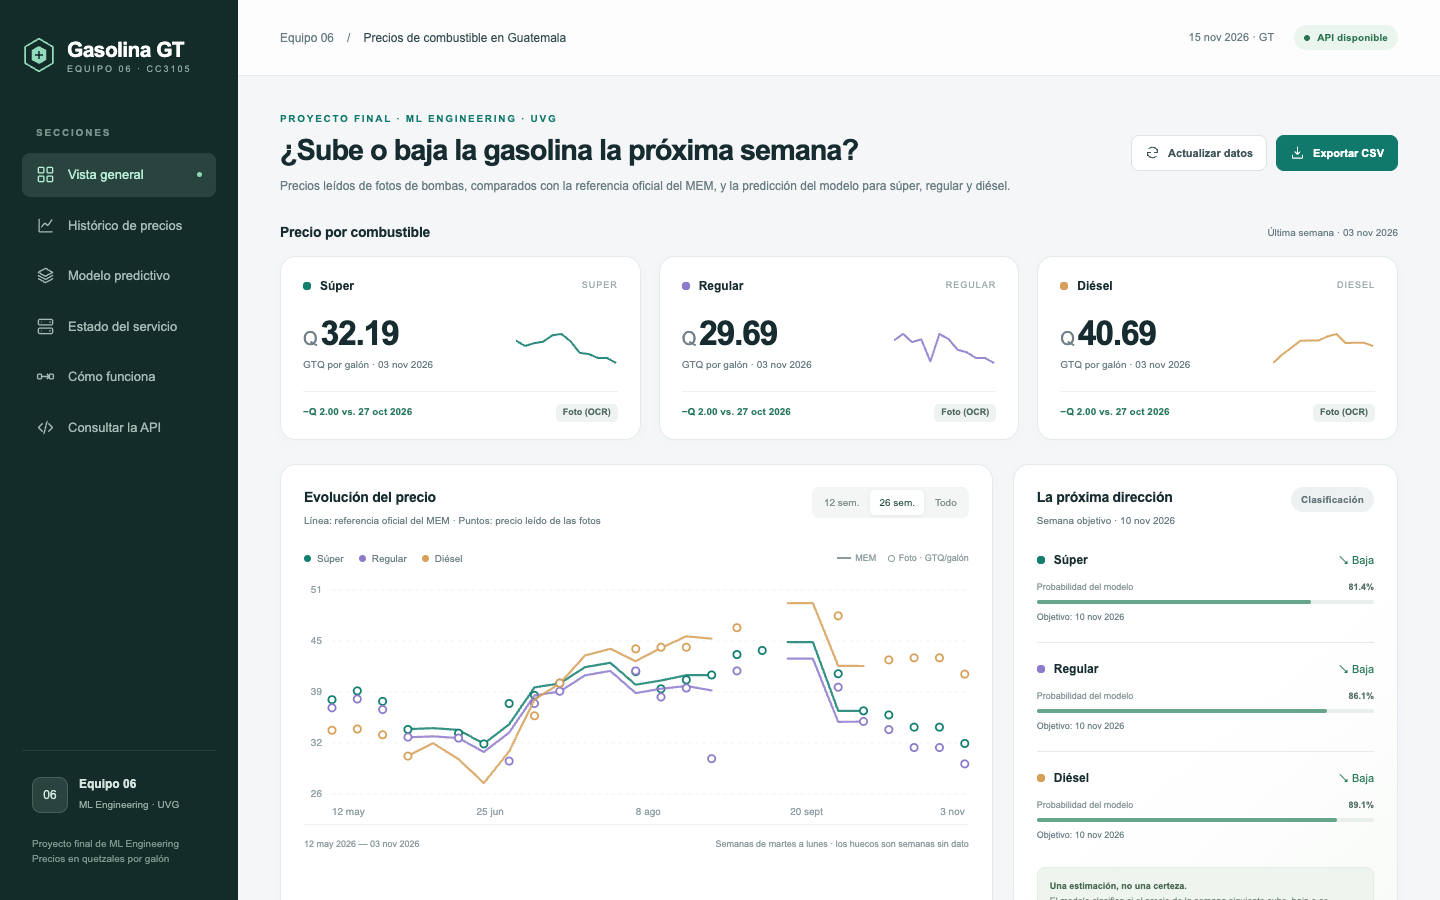 Gasolina GT
EQUIPO 06 · CC3105
SECCIONES
Vista general
Histórico de precios
Modelo predictivo
Estado del servicio
Cómo funciona
Consultar la API
06
Equipo 06
ML Engineering · UVG
Proyecto final de ML Engineering
Precios en quetzales por galón
Equipo 06 / Precios de combustible en Guatemala
15 nov 2026 · GT
API disponible
PROYECTO FINAL · ML ENGINEERING · UVG
¿Sube o baja la gasolina la próxima semana?
Precios leídos de fotos de bombas, comparados con la referencia oficial del MEM, y la predicción del modelo para súper, regular y diésel.
Actualizar datos
Exportar CSV
Precio por combustible
Última semana · 03 nov 2026
Súper
SUPER
Q 32.19
GTQ por galón · 03 nov 2026
−Q 2.00 vs. 27 oct 2026
Foto (OCR)
Regular
REGULAR
Q 29.69
GTQ por galón · 03 nov 2026
−Q 2.00 vs. 27 oct 2026
Foto (OCR)
Diésel
DIESEL
Q 40.69
GTQ por galón · 03 nov 2026
−Q 2.00 vs. 27 oct 2026
Foto (OCR)
Evolución del precio
Línea: referencia oficial del MEM · Puntos: precio leído de las fotos
12 sem.
26 sem.
Todo
Súper
Regular
Diésel
MEM
Foto · GTQ/galón
51
45
39
32
26
12 may
25 jun
8 ago
20 sept
3 nov
12 may 2026 — 03 nov 2026
Semanas de martes a lunes · los huecos son semanas sin dato
La próxima dirección
Clasificación
Semana objetivo · 10 nov 2026
Súper
↘ Baja
Probabilidad del modelo
81.4%
Objetivo: 10 nov 2026
Regular
↘ Baja
Probabilidad del modelo
86.1%
Objetivo: 10 nov 2026
Diésel
↘ Baja
Probabilidad del modelo
89.1%
Objetivo: 10 nov 2026
Una estimación, no una certeza.